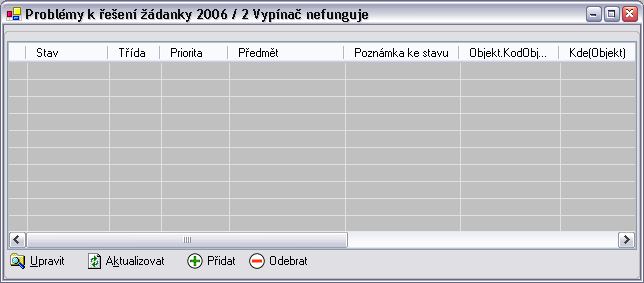 Problémy k řešení žádanky 2006 / 2 Vypínač nefunguje
Stav Třída Priorita Předmět Poznámka ke stavu Objekt.KodObj... Kde(Objekt)
Upravit Aktualizovat Přidat Odebrat